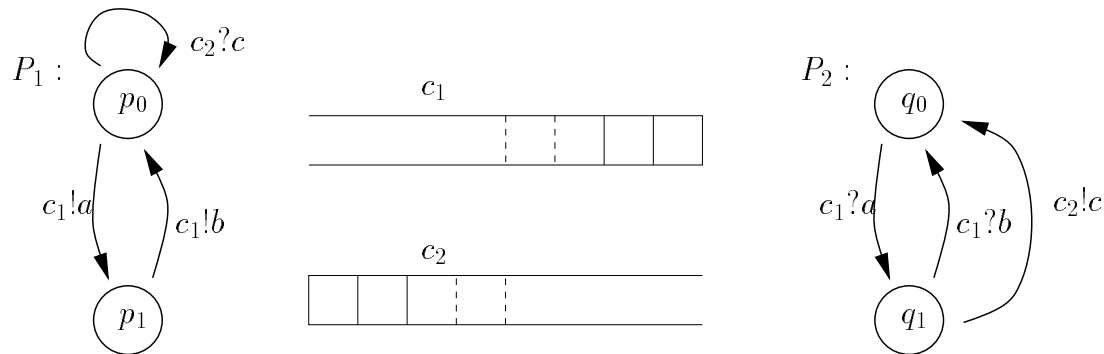 P₁ :
c₂?c
p₀
c₁!a
c₁!b
p₁
c₁
c₂
P₂ :
q₀
c₁?a
c₁?b
c₂!c
q₁